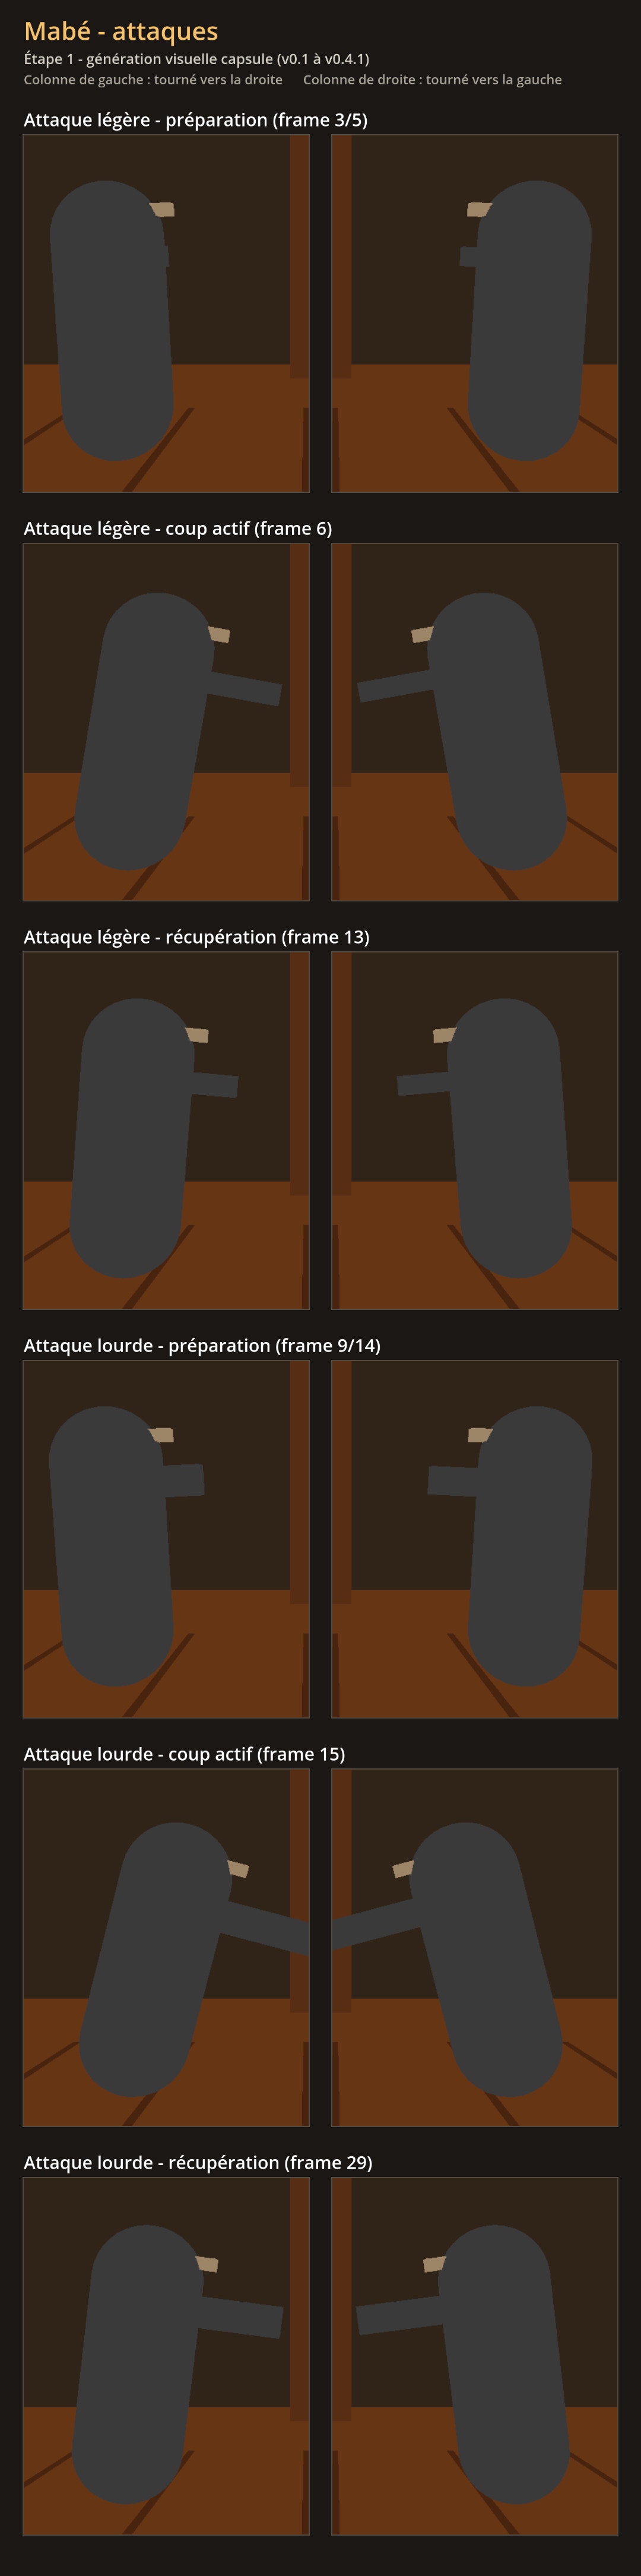 Mabé - attaques
Étape 1 - génération visuelle capsule (v0.1 à v0.4.1)
Colonne de gauche : tourné vers la droite Colonne de droite : tourné vers la gauche
Attaque légère - préparation (frame 3/5)
Attaque légère - coup actif (frame 6)
Attaque légère - récupération (frame 13)
Attaque lourde - préparation (frame 9/14)
Attaque lourde - coup actif (frame 15)
Attaque lourde - récupération (frame 29)